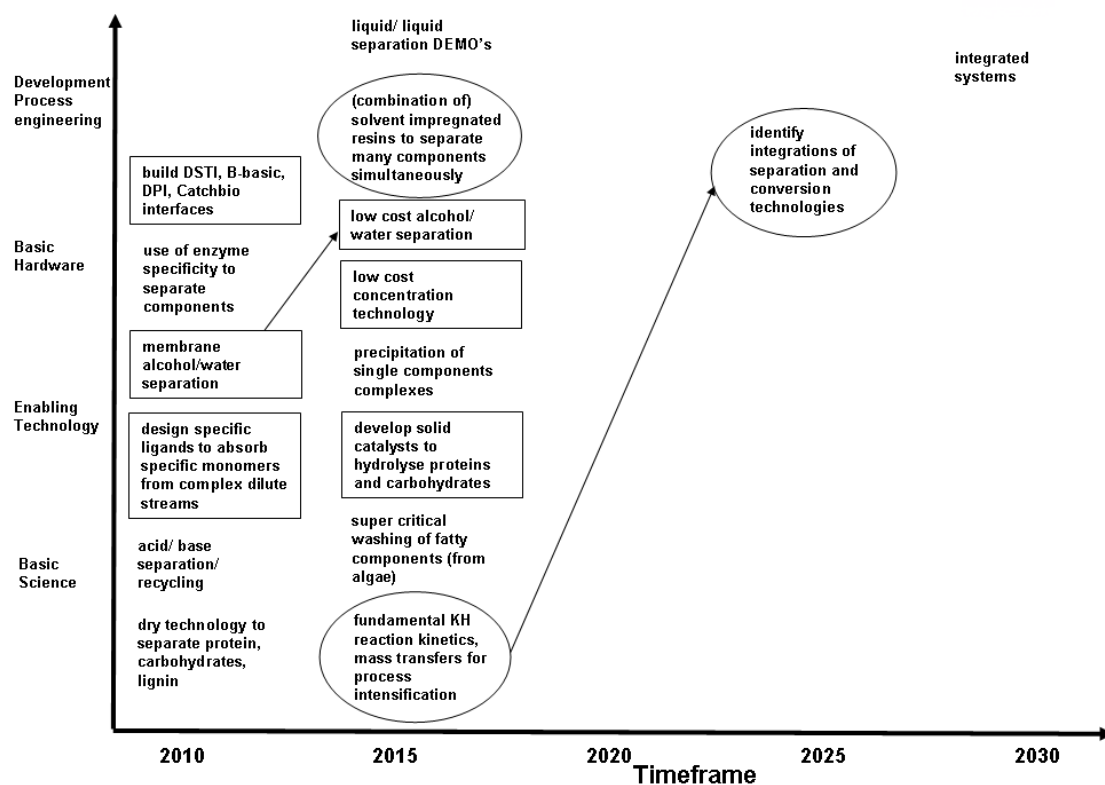 liquid/ liquid
separation DEMO's
integrated
systems
Development
Process
engineering
(combination of)
solvent impregnated
resins to separate
many components
simultaneously
identify
integrations of
separation and
conversion
technologies
build DSTI, B-basic,
DPI, Catchbio
interfaces
low cost alcohol/
water separation
Basic
Hardware
use of enzyme
specificity to
separate
components
low cost
concentration
technology
membrane
alcohol/water
separation
precipitation of
single components
complexes
Enabling
Technology
design specific
ligands to absorb
specific monomers
from complex dilute
streams
develop solid
catalysts to
hydrolyse proteins
and carbohydrates
super critical
washing of fatty
components (from
algae)
Basic
Science
acid/ base
separation/
recycling
dry technology to
separate protein,
carbohydrates,
lignin
fundamental KH
reaction kinetics,
mass transfers for
process
intensification
2010
2015
2020
2025
2030
Timeframe